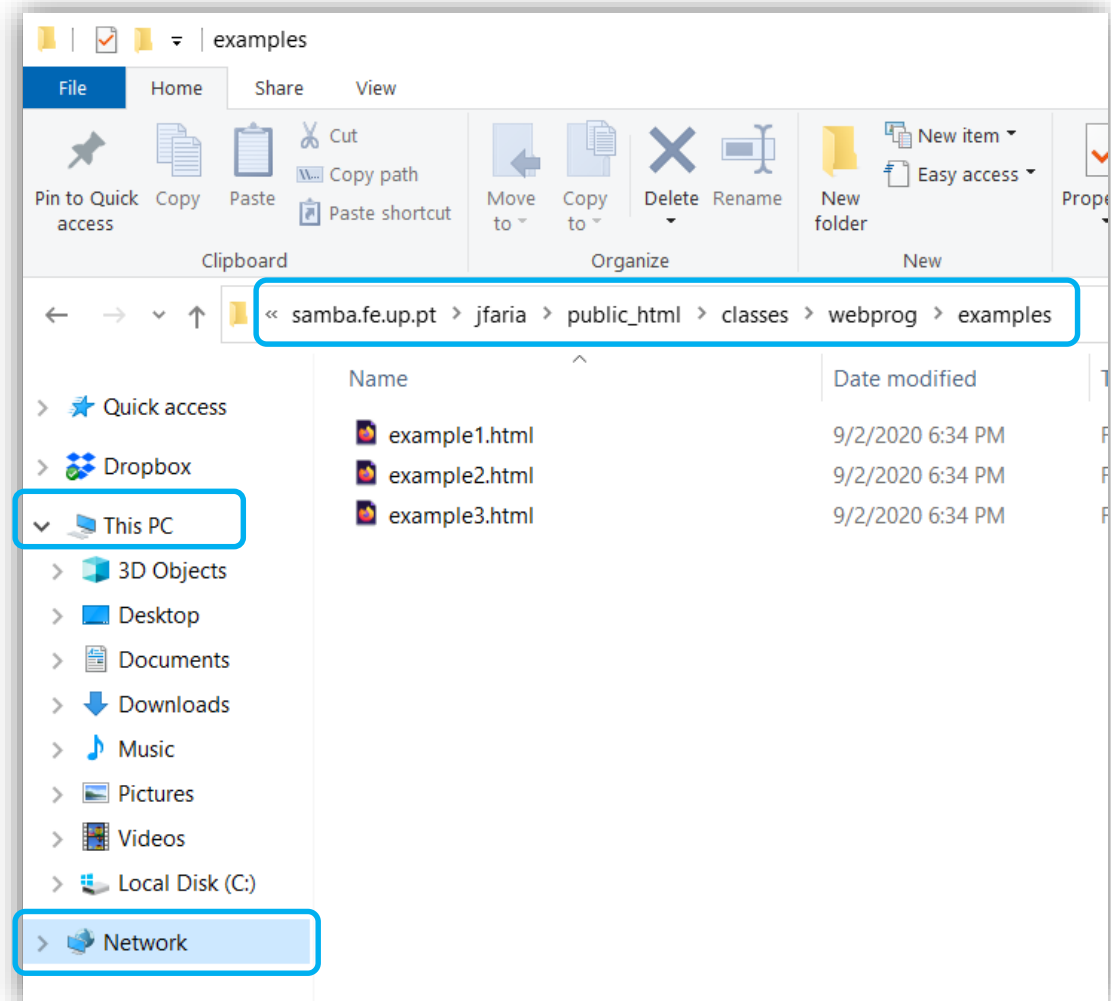 examples
File Home Share View
Pin to Quick access
Copy
Paste
Cut
Copy path
Paste shortcut
Move to
Copy to
Delete
Rename
New folder
New item
Easy access
Clipboard
Organize
New
« samba.fe.up.pt > jfaria > public_html > classes > webprog > examples
Name Date modified
Quick access
Dropbox
This PC
3D Objects
Desktop
Documents
Downloads
Music
Pictures
Videos
Local Disk (C:)
Network
example1.html 9/2/2020 6:34 PM
example2.html 9/2/2020 6:34 PM
example3.html 9/2/2020 6:34 PM